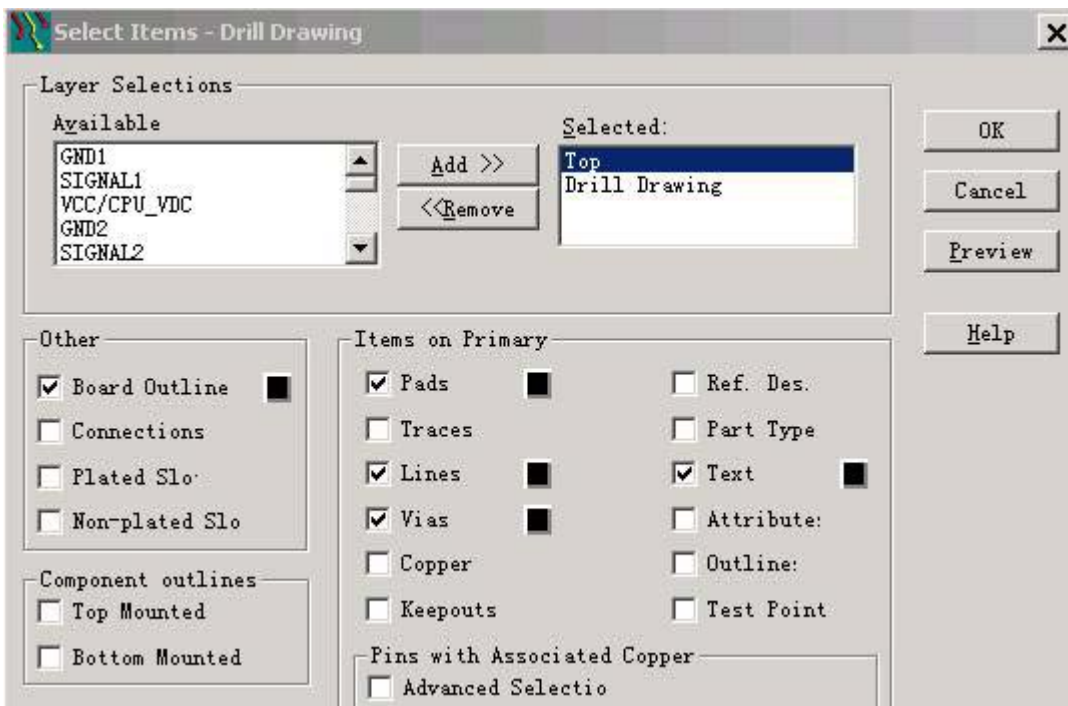 Select Items - Drill Drawing
Layer Selections
Available
GND1
SIGNAL1
VCC/CPU_VDC
GND2
SIGNAL2
Add >>
<<Remove
Selected:
Top
Drill Drawing
OK
Cancel
Preview
Help
Other
Board Outline
Connections
Plated Slo
Non-plated Slo
Component outlines
Top Mounted
Bottom Mounted
Items on Primary
Pads
Traces
Lines
Vias
Copper
Keepouts
Ref. Des.
Part Type
Text
Attribute:
Outline:
Test Point
Pins with Associated Copper
Advanced Selectio